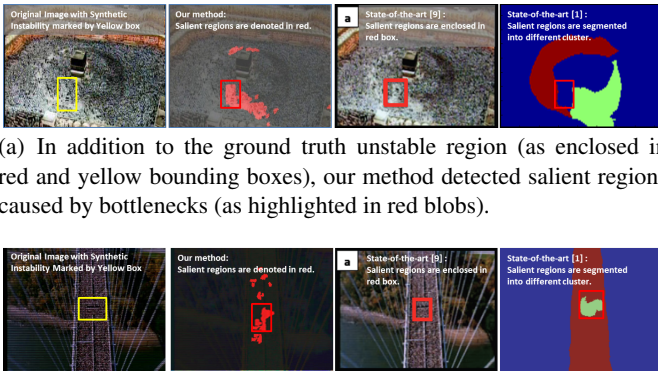 Original Image with Synthetic
Instability marked by Yellow box
Our method:
Salient regions are denoted in red.
a
State-of-the-art [9] :
Salient regions are enclosed in
red box.
State-of-the-art [1] :
Salient regions are segmented
into different cluster.
(a) In addition to the ground truth unstable region (as enclosed in
red and yellow bounding boxes), our method detected salient region
caused by bottlenecks (as highlighted in red blobs).
Original Image with Synthetic
Instability Marked by Yellow Box
Our method:
Salient regions are denoted in red.
a
State-of-the-art [9] :
Salient regions are enclosed in
red box.
State-of-the-art [1] :
Salient regions are segmented
into different cluster.